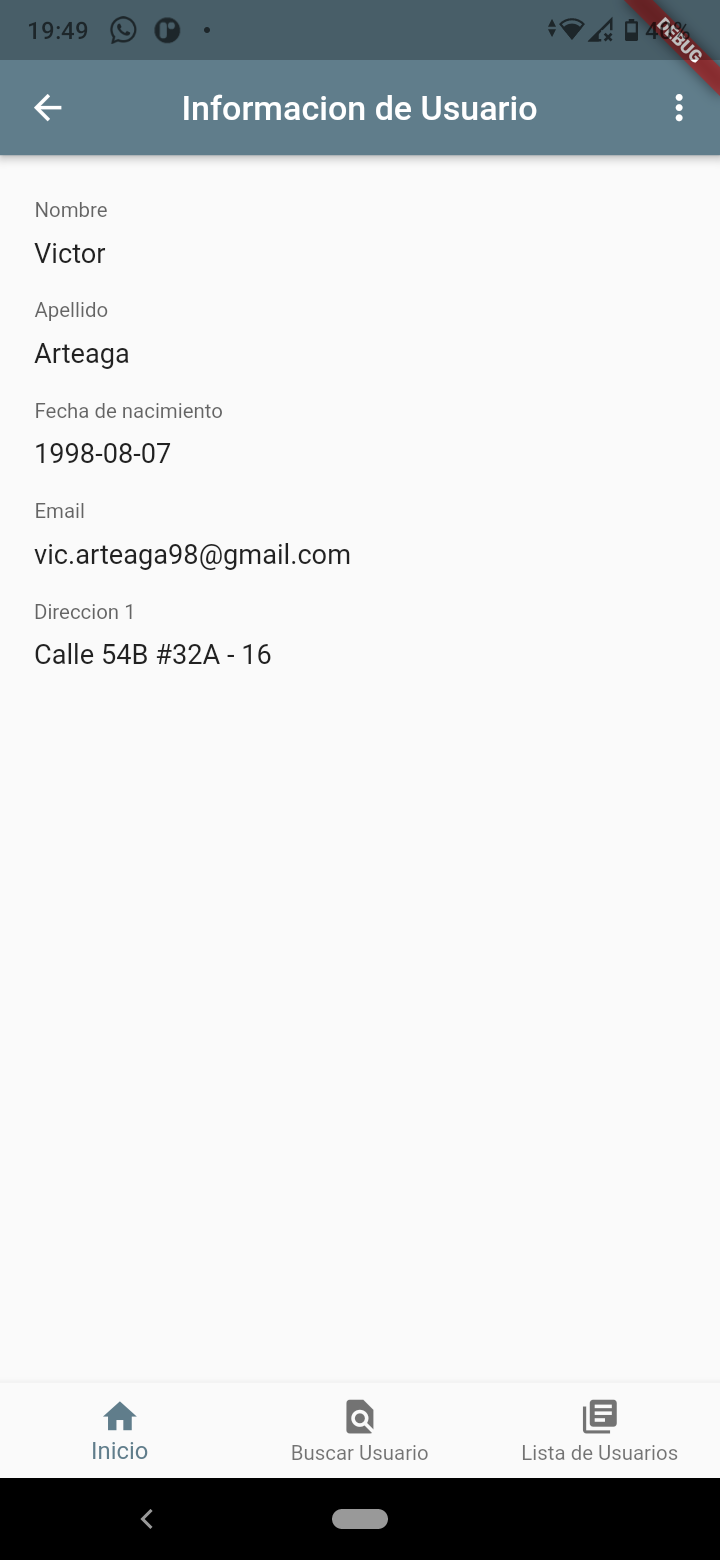 19:49
DEBUG
Informacion de Usuario
Nombre
Victor
Apellido
Arteaga
Fecha de nacimiento
1998-08-07
Email
vic.arteaga98@gmail.com
Direccion 1
Calle 54B #32A - 16
Inicio
Buscar Usuario
Lista de Usuarios